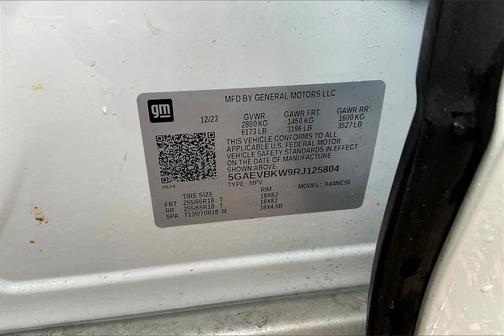 MFD BY GENERAL MOTORS LLC
gm
12/23 GVWR GAWR FRT GAWR RR
2800 KG 1450 KG 1600 KG
6173 LB 3196 LB 3527 LB
THIS VEHICLE CONFORMS TO ALL
APPLICABLE U.S. FEDERAL MOTOR
VEHICLE SAFETY STANDARDS IN EFFECT
ON THE DATE OF MANUFACTURE
SHOWN ABOVE.
5GAEVBKW9RJ125804
TYPE: MPV MODEL: 944NC56
TIRE SIZE RIM
FRT 255/65R18 T 18X8J
RR 255/65R18 T 18X8J
SPA T135/70R18 M 18X4.5B